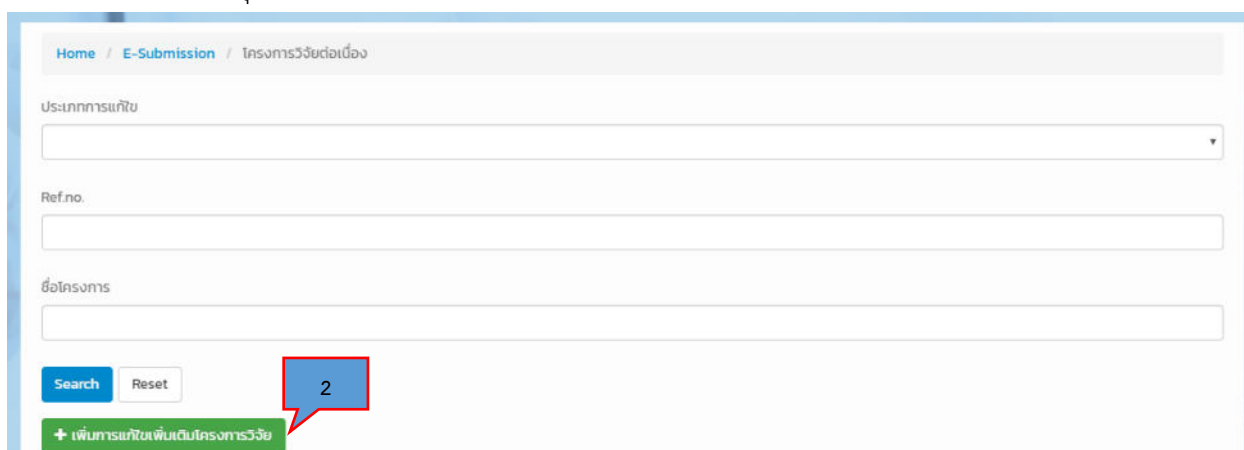 Home / E-Submission / โครงการวิจัยต่อเนื่อง
ประเภทการแก้ไข
Ref.no.
ชื่อโครงการ
Search Reset
2
+ เพิ่มการแก้ไขเพิ่มเติมโครงการวิจัย